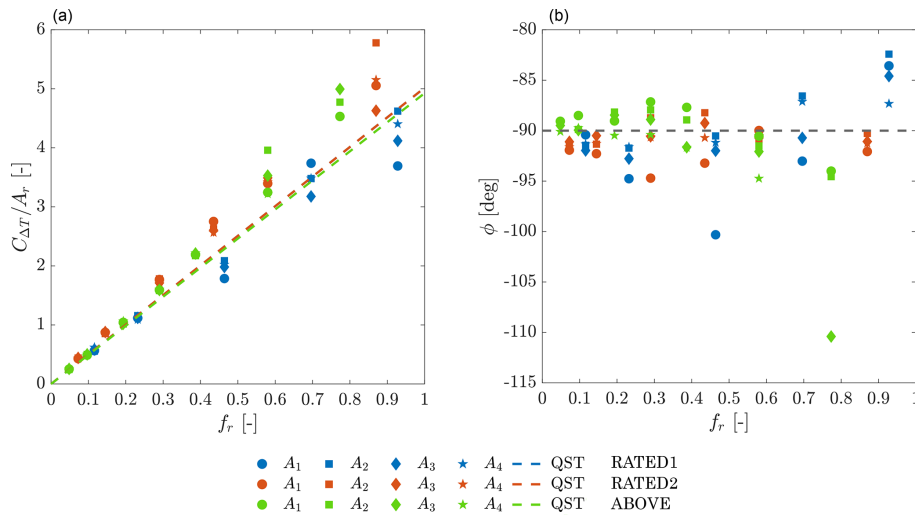 (a)
(b)
6
5
4
3
2
1
0
C_{ΔT}/A_r [-]
0 0.1 0.2 0.3 0.4 0.5 0.6 0.7 0.8 0.9 1
f_r [-]
-80
-85
-90
-95
-100
-105
-110
-115
ϕ [deg]
0 0.1 0.2 0.3 0.4 0.5 0.6 0.7 0.8 0.9 1
f_r [-]
A_1 A_2 A_3 A_4 QST RATED1
A_1 A_2 A_3 A_4 QST RATED2
A_1 A_2 A_3 A_4 QST ABOVE